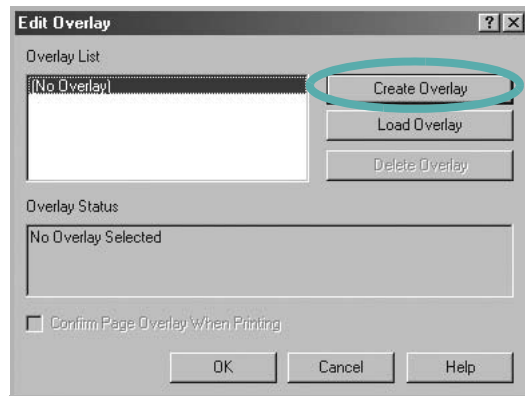 Edit Overlay
Overlay List
(No Overlay)
Create Overlay
Load Overlay
Delete Overlay
Overlay Status
No Overlay Selected
Confirm Page Overlay When Printing
OK Cancel Help